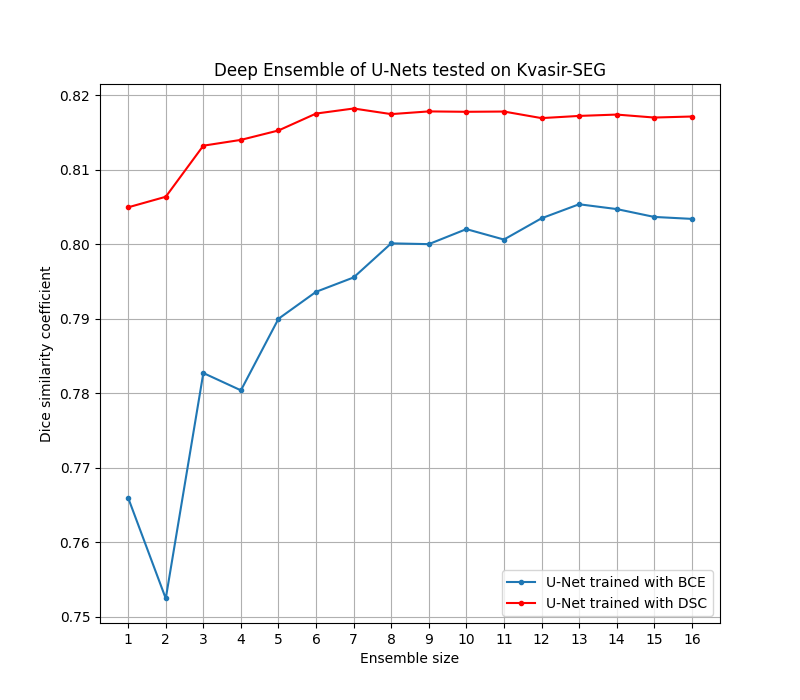 Deep Ensemble of U-Nets tested on Kvasir-SEG
0.82
0.81
0.80
0.79
0.78
0.77
0.76
0.75
Dice similarity coefficient
U-Net trained with BCE
U-Net trained with DSC
1 2 3 4 5 6 7 8 9 10 11 12 13 14 15 16
Ensemble size